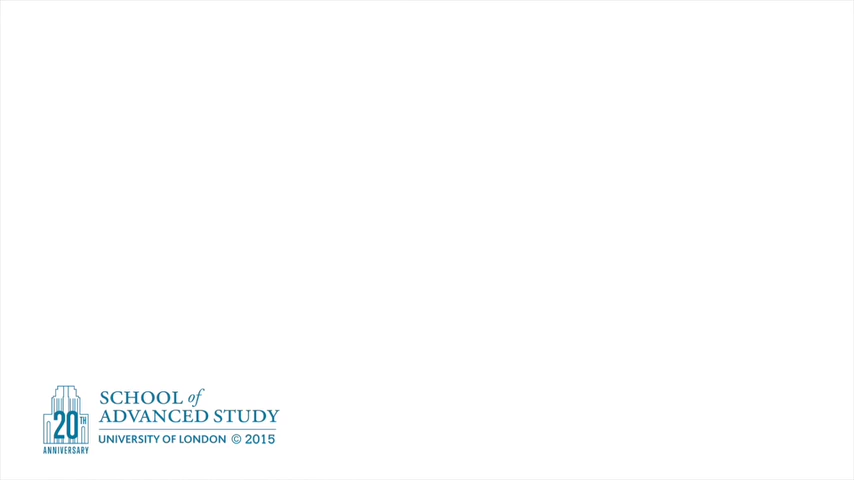 20TH
ANNIVERSARY
SCHOOL of
ADVANCED STUDY
UNIVERSITY OF LONDON © 2015